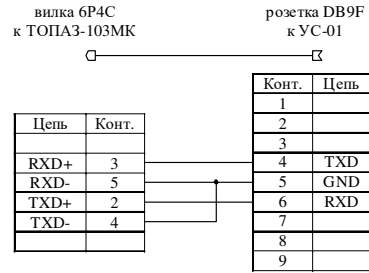 вилка 6P4C
к ТОПАЗ-103МК
розетка DB9F
к УС-01
Конт. Цепь
1
2
3
4 TXD
5 GND
6 RXD
7
8
9
Цепь Конт.
RXD+ 3
RXD- 5
TXD+ 2
TXD- 4